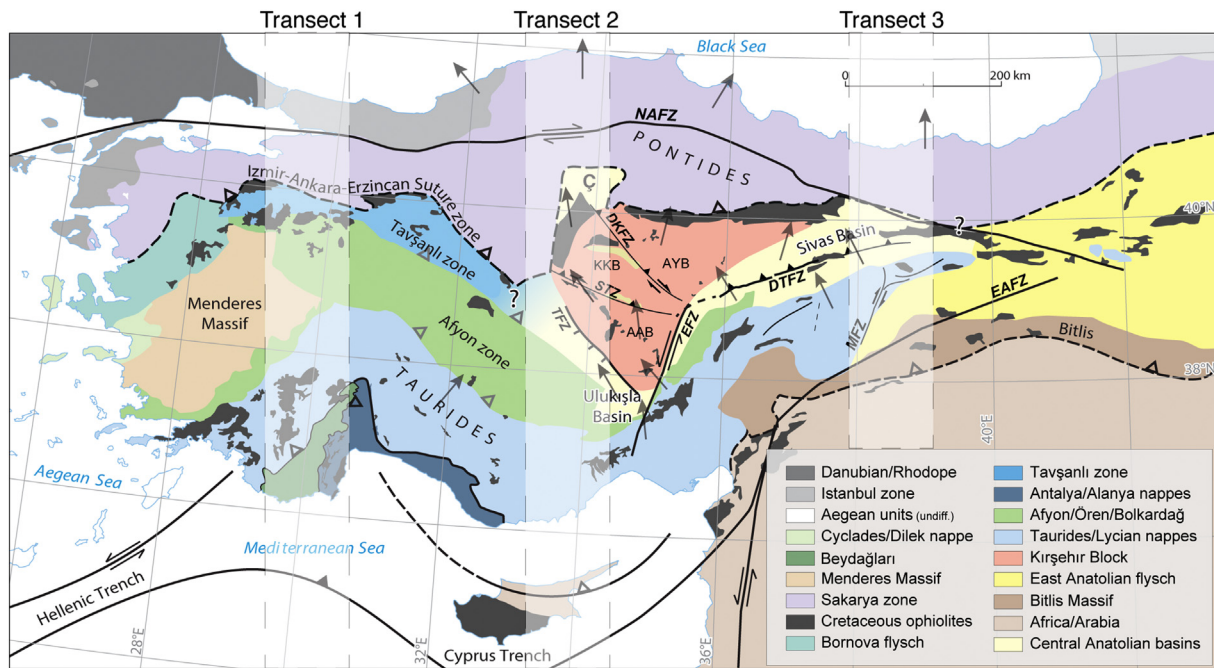 Transect 1
Transect 2
Transect 3
Black Sea
0
200 km
NAFZ
PONTIDES
Izmir-Ankara-Erzincan Suture zone
Ç
40°N
?
Tavşanlı zone
DKFZ
Sivas Basin
KKB
AYB
DTFZ
Menderes
Massif
?
STZ
EAFZ
Afyon zone
TFZ
AAB
?
EFZ
MFZ
Bitlis
38°N
TAURIDES
Ulukışla
Basin
40°E
Aegean Sea
Mediterranean Sea
Hellenic Trench
28°E
32°E
Cyprus Trench
36°E
Danubian/Rhodope
Istanbul zone
Aegean units (undiff.)
Cyclades/Dilek nappe
Beydağları
Menderes Massif
Sakarya zone
Cretaceous ophiolites
Bornova flysch
Tavşanlı zone
Antalya/Alanya nappes
Afyon/Ören/Bolkardağ
Taurides/Lycian nappes
Kırşehir Block
East Anatolian flysch
Bitlis Massif
Africa/Arabia
Central Anatolian basins